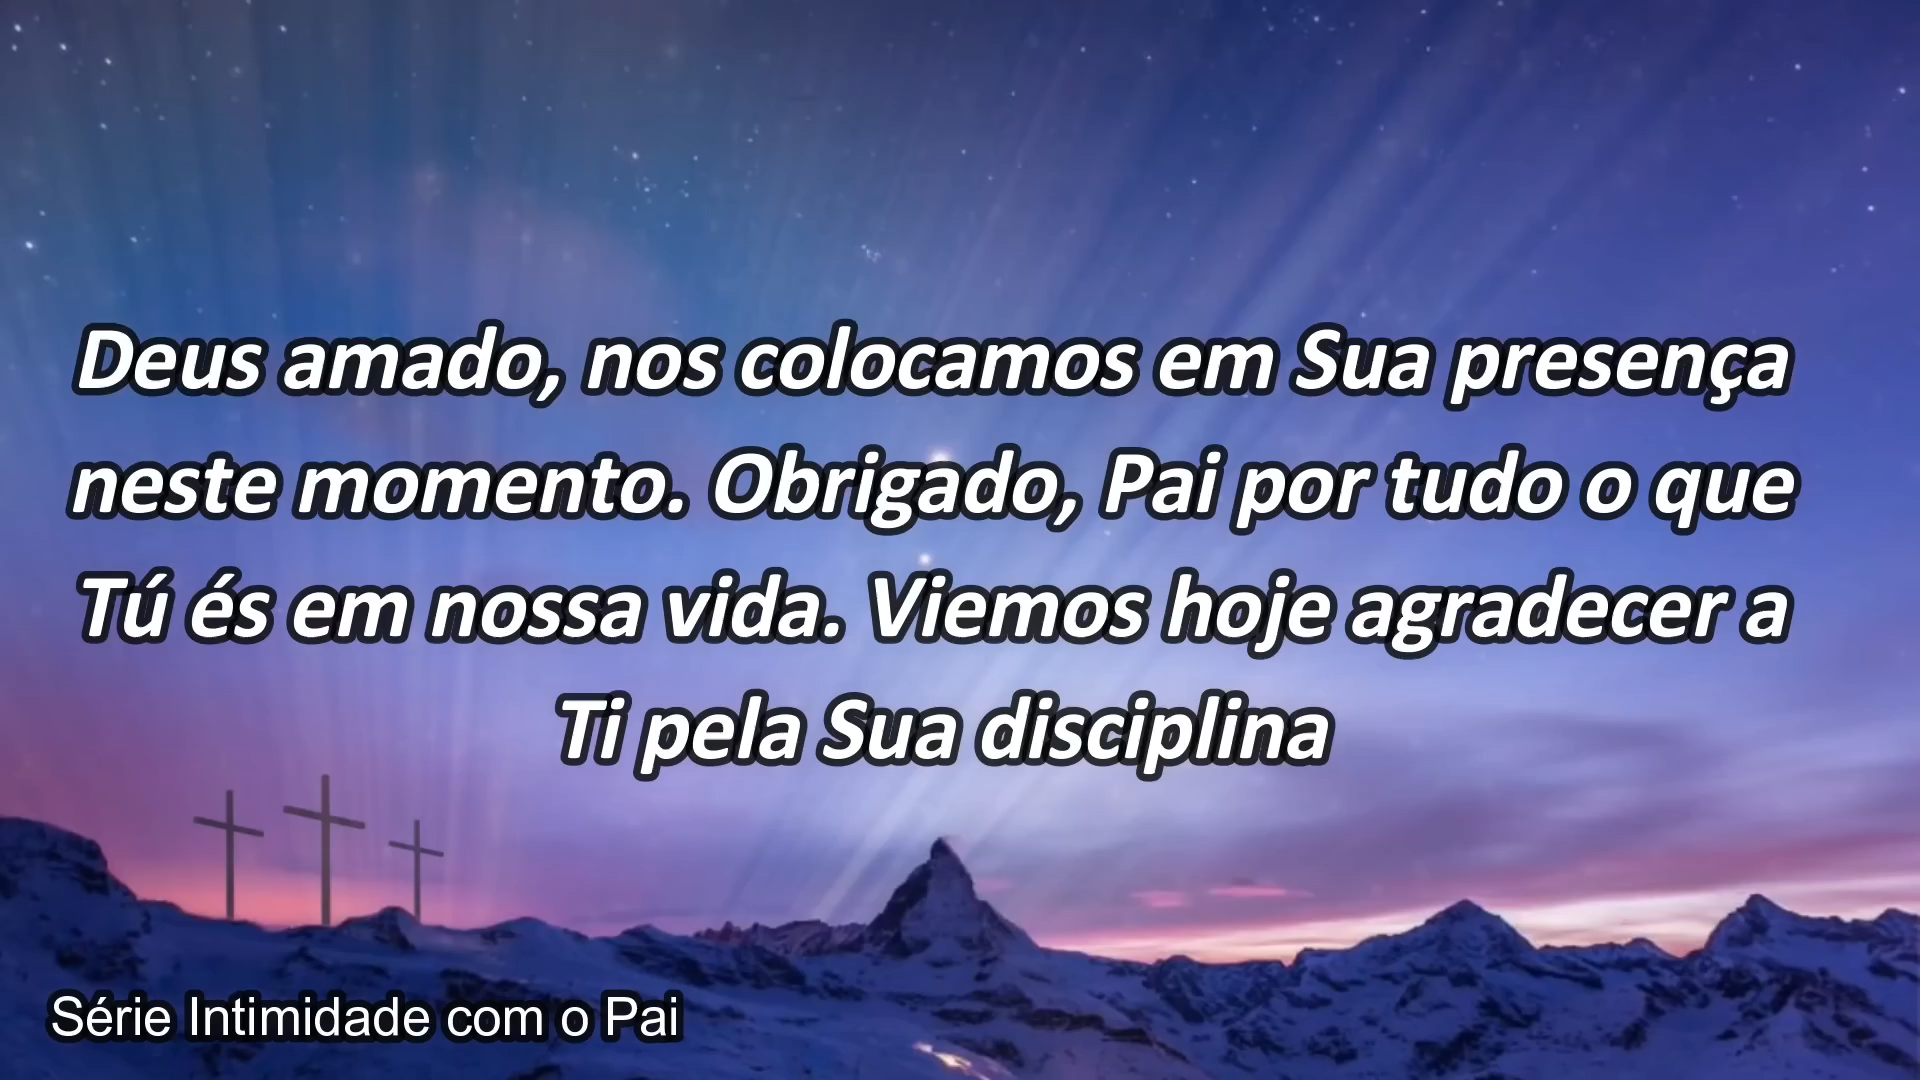 Deus amado, nos colocamos em Sua presença
neste momento. Obrigado, Pai por tudo o que
Tú és em nossa vida. Viemos hoje agradecer a
Ti pela Sua disciplina
Série Intimidade com o Pai